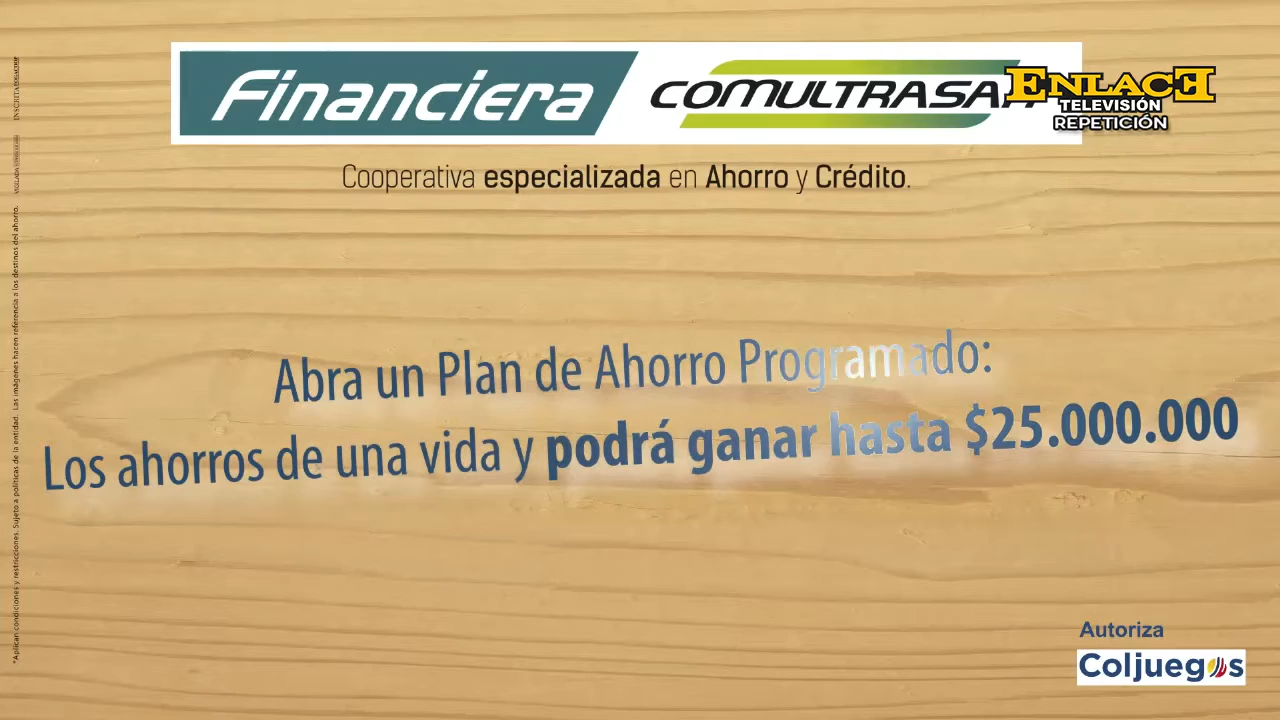 Financiera COMULTRASAN
ENLACE
TELEVISIÓN
REPETICIÓN
Cooperativa especializada en Ahorro y Crédito.
Abra un Plan de Ahorro Programado:
Los ahorros de una vida y podrá ganar hasta $25.000.000
Autoriza
Coljuegos
*Aplican condiciones y restricciones. Sujeto a políticas de la entidad. Las imágenes hacen referencia a los destinos del ahorro.